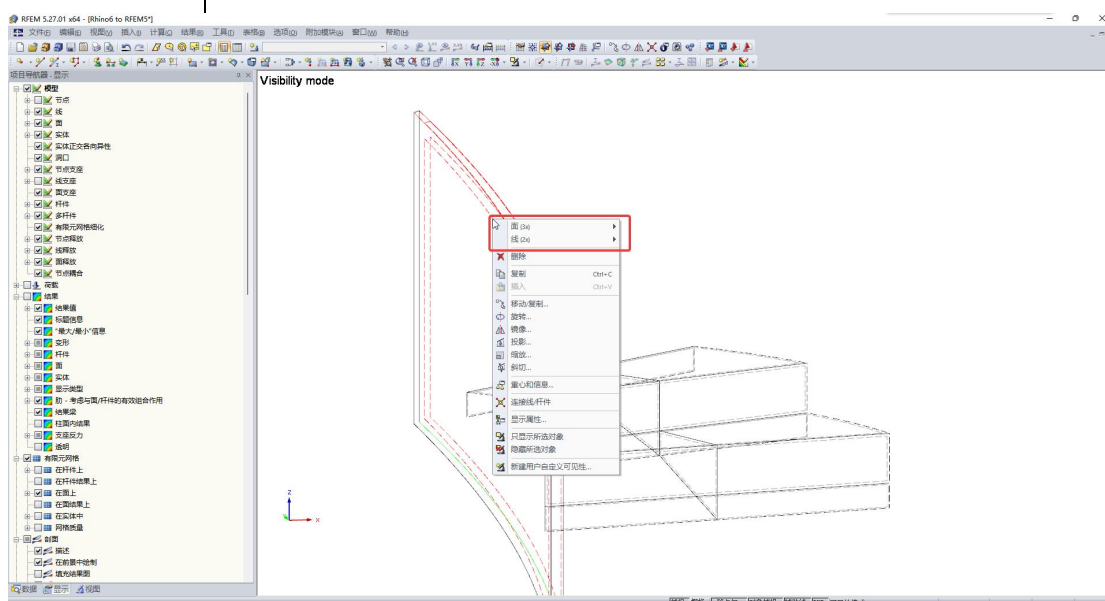 RFEM 5.27.01 x64 - [Rhino6 to RFEM5*]
文件(F) 编辑(E) 视图(V) 插入(I) 计算(C) 结果(R) 工具(T) 表格(B) 选项(O) 附加模块(A) 窗口(W) 帮助(H)
项目导航器 - 显示
Visibility mode
模型
节点
线
面
实体
实体正交各向异性
洞口
节点支座
线支座
面支座
杆件
多杆件
有限元网格细化
节点释放
线释放
面释放
节点耦合
荷载
结果
结果值
标题信息
"最大/最小"信息
变形
杆件
面
实体
显示类型
肋 - 考虑与面/杆件的有效组合作用
结果梁
柱面内结果
支座反力
透明
有限元网格
在杆件上
在杆件结果上
在面上
在面结果上
在实体中
网格质量
剖面
描述
在前景中绘制
填充结果图
数据 显示 视图
面 (3x)
线 (2x)
删除
复制 Ctrl+C
插入 Ctrl+V
移动/复制...
旋转...
镜像...
投影...
缩放...
斜切...
重心和信息...
连接线/杆件
显示属性...
只显示所选对象
隐藏所选对象
新建用户自定义可见性...
Z
X